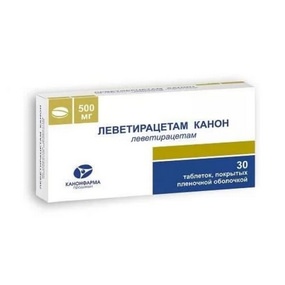 500
мг
ЛЕВЕТИРАЦЕТАМ КАНОН
леветирацетам
30
таблеток, покрытых
пленочной оболочкой
КАНОНФАРМА